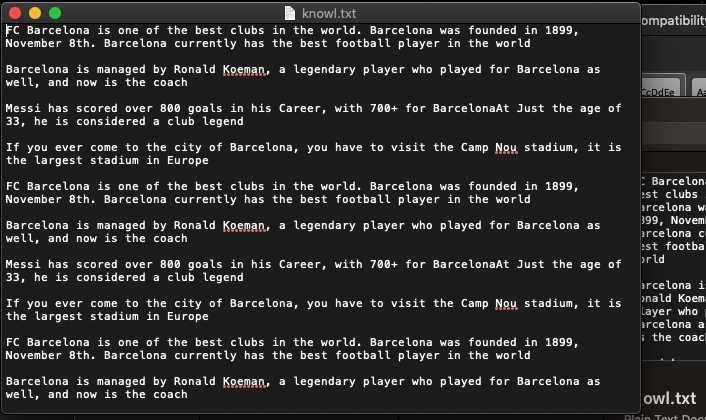 knowl.txt
FC Barcelona is one of the best clubs in the world. Barcelona was founded in 1899,
November 8th. Barcelona currently has the best football player in the world
Barcelona is managed by Ronald Koeman, a legendary player who played for Barcelona as
well, and now is the coach
Messi has scored over 800 goals in his Career, with 700+ for BarcelonaAt Just the age of
33, he is considered a club legend
If you ever come to the city of Barcelona, you have to visit the Camp Nou stadium, it is
the largest stadium in Europe
FC Barcelona is one of the best clubs in the world. Barcelona was founded in 1899,
November 8th. Barcelona currently has the best football player in the world
Barcelona is managed by Ronald Koeman, a legendary player who played for Barcelona as
well, and now is the coach
Messi has scored over 800 goals in his Career, with 700+ for BarcelonaAt Just the age of
33, he is considered a club legend
If you ever come to the city of Barcelona, you have to visit the Camp Nou stadium, it is
the largest stadium in Europe
FC Barcelona is one of the best clubs in the world. Barcelona was founded in 1899,
November 8th. Barcelona currently has the best football player in the world
Barcelona is managed by Ronald Koeman, a legendary player who played for Barcelona as
well, and now is the coach
ompatibility
CcDdEe
Aa
C Barcelona
est clubs
arcelona wa
899, Novem
arcelona cu
est footba
orld
arcelona is
onald Koema
layer who p
arcelona a
s the coach
owl.txt